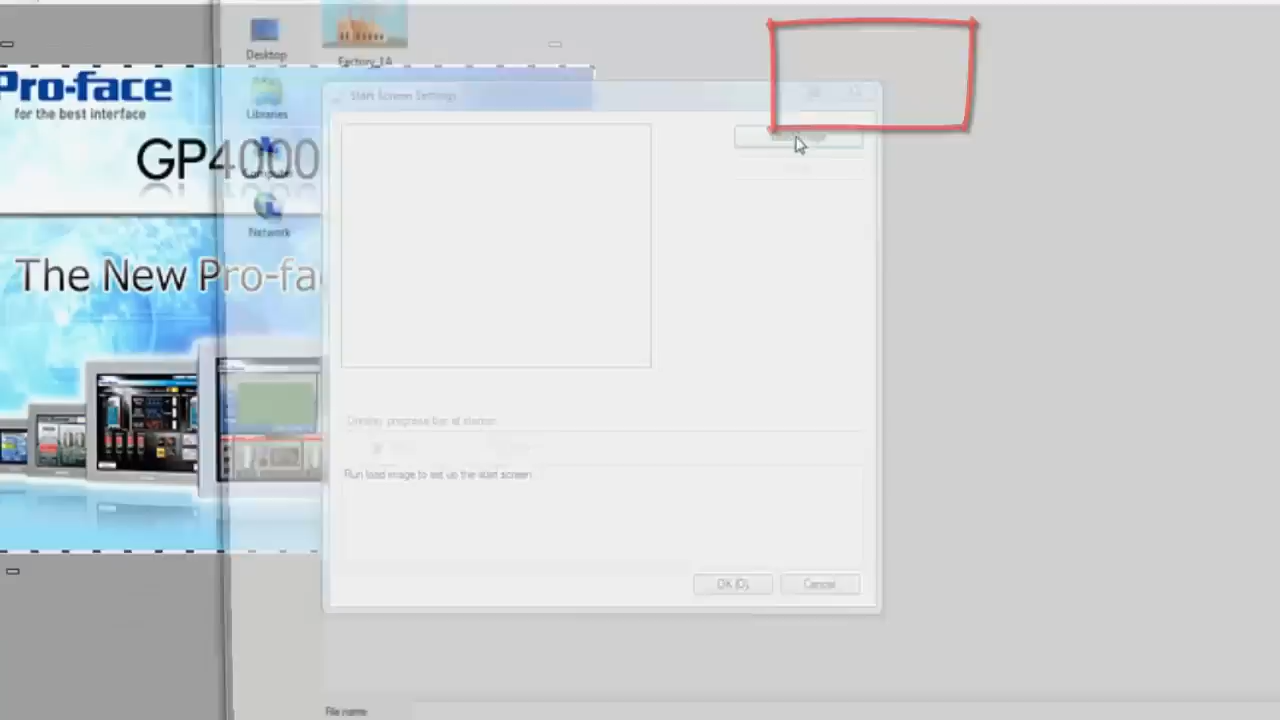 Desktop
Factory_1A
Pro-face
for the best interface
Start Screen Settings
Libraries
GP4000
Network
The New Pro-fa
Display progress bar at startup
Run load image to set up the start screen
OK (O)
Cancel
File name